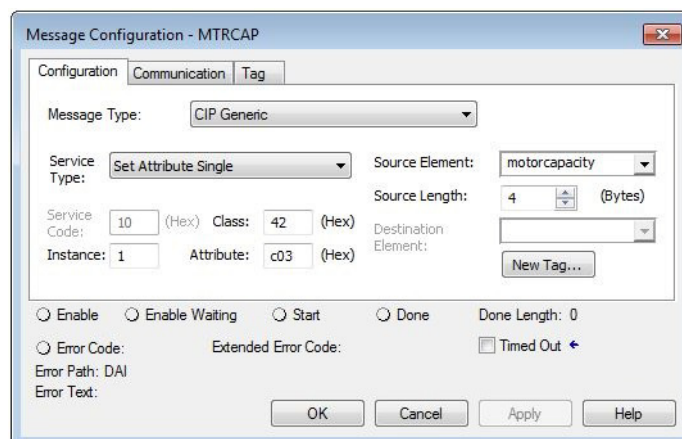 Message Configuration - MTRCAP
Configuration Communication Tag
Message Type: CIP Generic
Service Type: Set Attribute Single
Source Element: motorcapacity
Source Length: 4 (Bytes)
Service Code: 10 (Hex) Class: 42 (Hex)
Destination Element:
Instance: 1 Attribute: c03 (Hex)
New Tag...
Enable Enable Waiting Start Done Done Length: 0
Error Code: Extended Error Code: Timed Out
Error Path: DAI
Error Text:
OK Cancel Apply Help